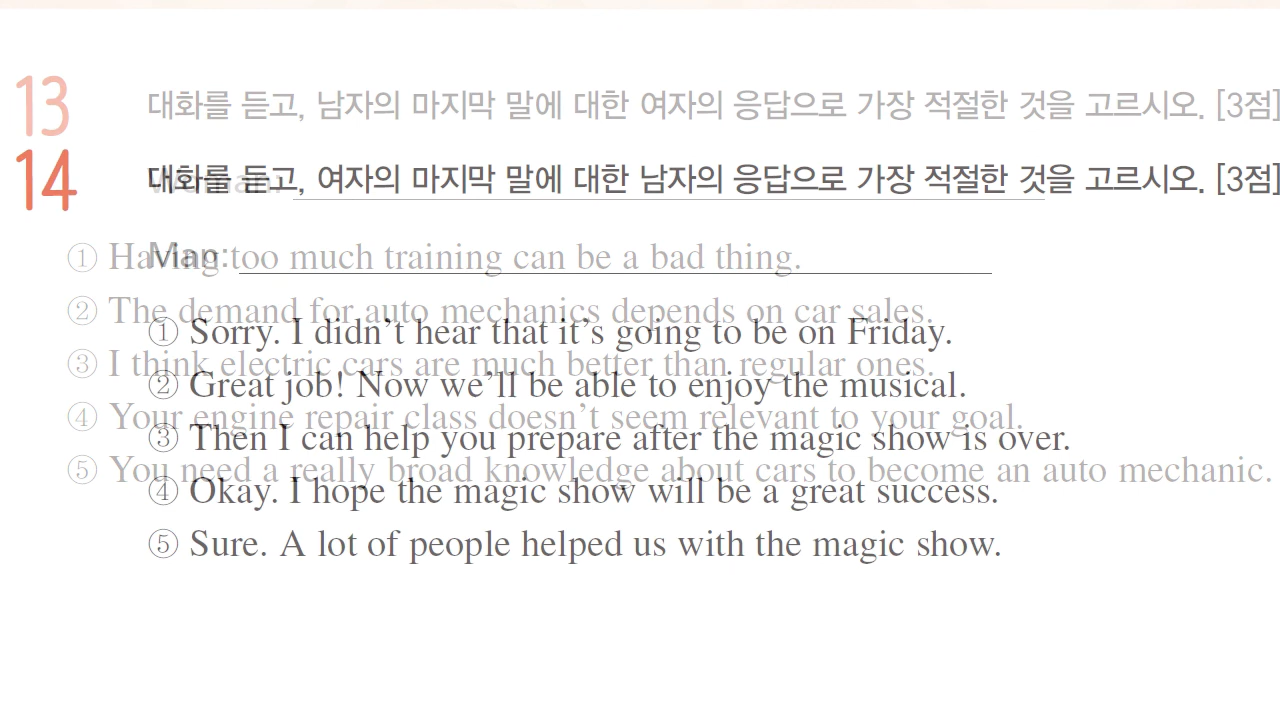 13 대화를 듣고, 남자의 마지막 말에 대한 여자의 응답으로 가장 적절한 것을 고르시오. [3점]
Woman:
① Having too much training can be a bad thing.
② The demand for auto mechanics depends on car sales.
③ I think electric cars are much better than regular ones.
④ Your engine repair class doesn’t seem relevant to your goal.
⑤ You need a really broad knowledge about cars to become an auto mechanic.
14 대화를 듣고, 여자의 마지막 말에 대한 남자의 응답으로 가장 적절한 것을 고르시오. [3점]
Man:
① Sorry. I didn’t hear that it’s going to be on Friday.
② Great job! Now we’ll be able to enjoy the musical.
③ Then I can help you prepare after the magic show is over.
④ Okay. I hope the magic show will be a great success.
⑤ Sure. A lot of people helped us with the magic show.